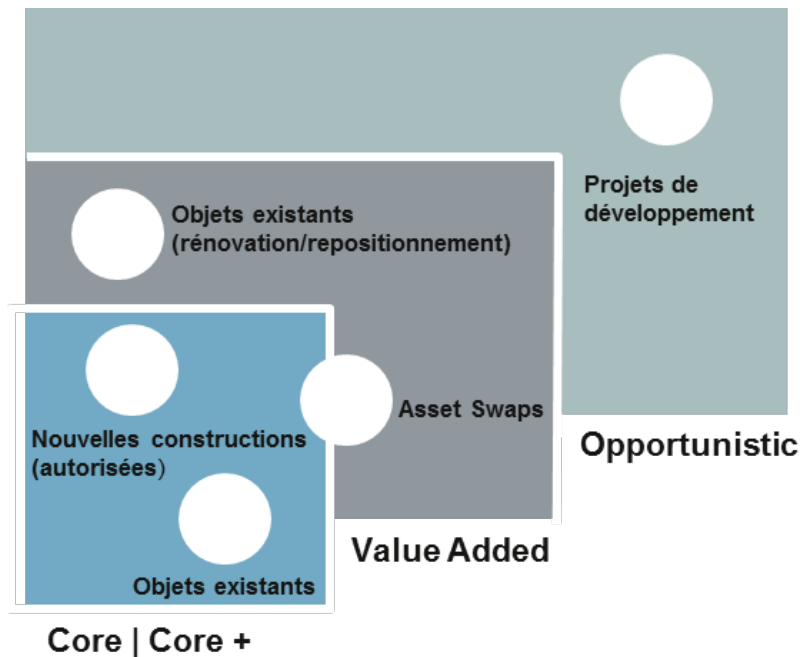 Projets de
développement
Objets existants
(rénovation/repositionnement)
Asset Swaps
Nouvelles constructions
(autorisées)
Objets existants
Opportunistic
Value Added
Core | Core +